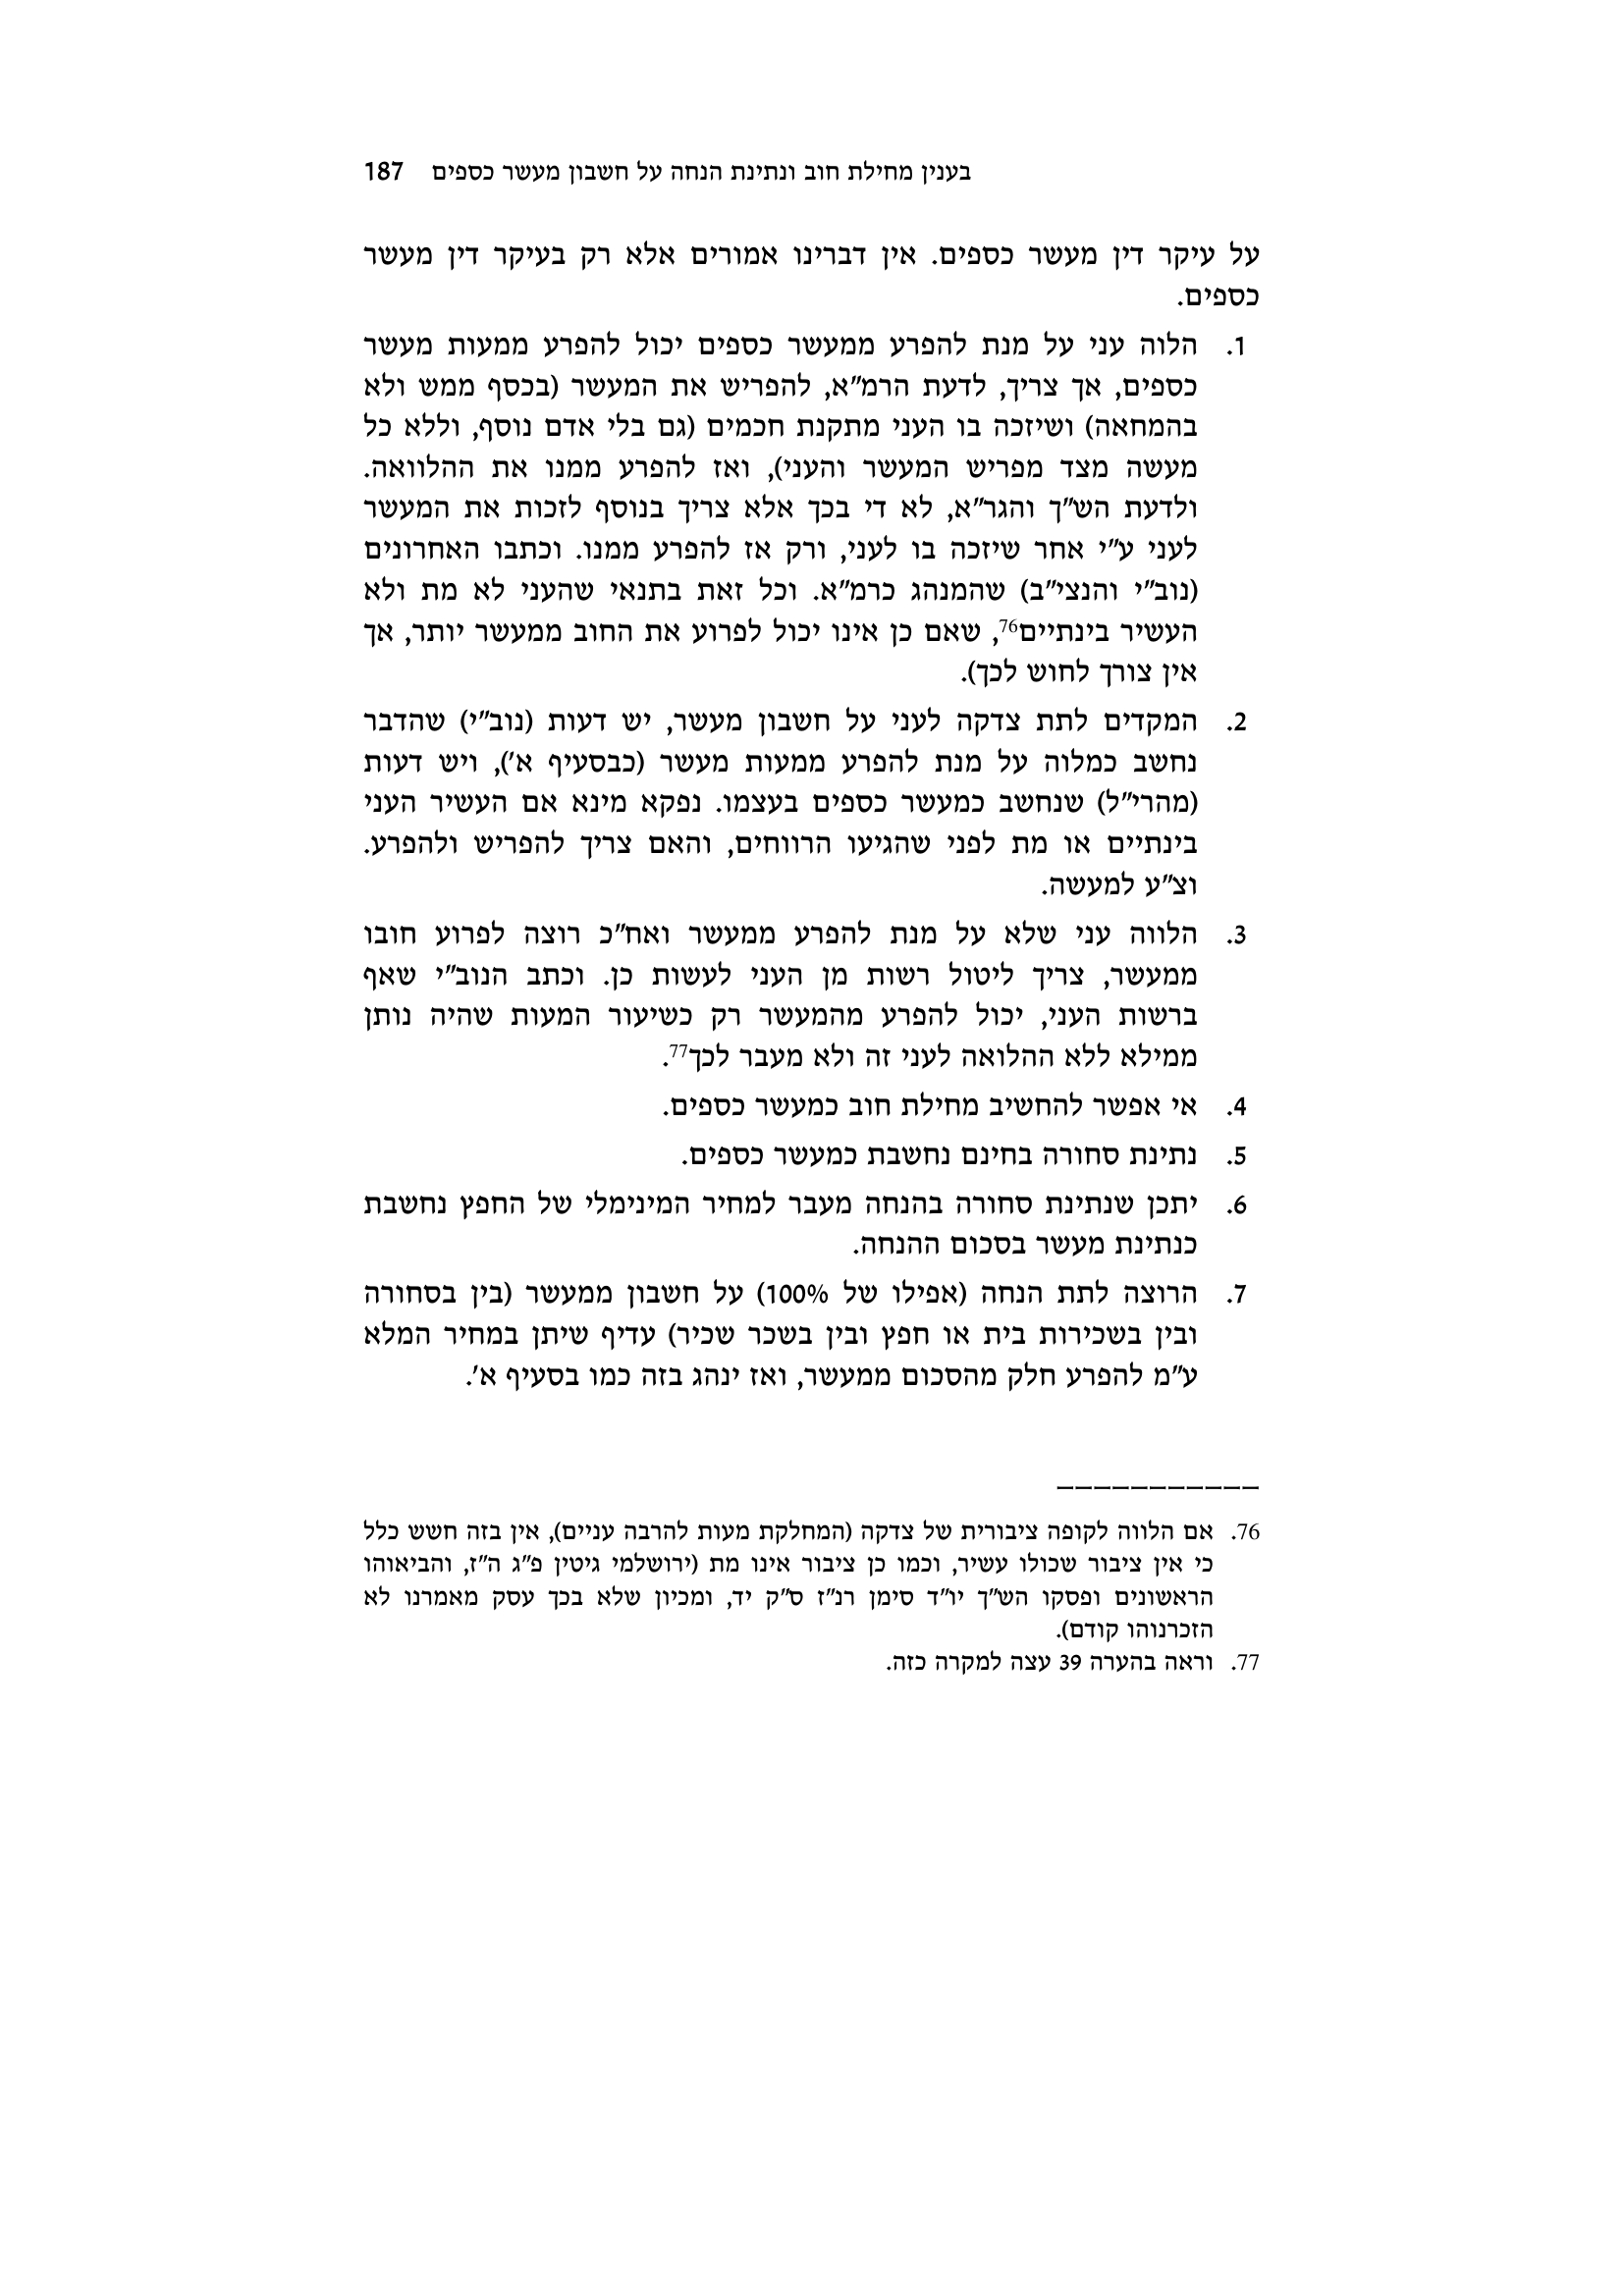 בענין מחילת חוב ונתינת הנחה על חשבון מעשר כספים 187
על עיקר דין מעשר כספים. אין דברינו אמורים אלא רק בעיקר דין מעשר
כספים.
1. הלוה עני על מנת להפרע ממעשר כספים יכול להפרע ממעות מעשר
כספים, אך צריך, לדעת הרמ"א, להפריש את המעשר (בכסף ממש ולא
בהמחאה) ושיזכה בו העני מתקנת חכמים (גם בלי אדם נוסף, וללא כל
מעשה מצד מפריש המעשר והעני), ואז להפרע ממנו את ההלוואה.
ולדעת הש"ך והגר"א, לא די בכך אלא צריך בנוסף לזכות את המעשר
לעני ע"י אחר שיזכה בו לעני, ורק אז להפרע ממנו. וכתבו האחרונים
(נוב"י והנצי"ב) שהמנהג כרמ"א. וכל זאת בתנאי שהעני לא מת ולא
העשיר בינתיים76, שאם כן אינו יכול לפרוע את החוב ממעשר יותר, אך
אין צורך לחוש לכך).
2. המקדים לתת צדקה לעני על חשבון מעשר, יש דעות (נוב"י) שהדבר
נחשב כמלוה על מנת להפרע ממעות מעשר (כבסעיף א'), ויש דעות
(מהרי"ל) שנחשב כמעשר כספים בעצמו. נפקא מינא אם העשיר העני
בינתיים או מת לפני שהגיעו הרווחים, והאם צריך להפריש ולהפרע.
וצ"ע למעשה.
3. הלווה עני שלא על מנת להפרע ממעשר ואח"כ רוצה לפרוע חובו
ממעשר, צריך ליטול רשות מן העני לעשות כן. וכתב הנוב"י שאף
ברשות העני, יכול להפרע מהמעשר רק כשיעור המעות שהיה נותן
ממילא ללא ההלואה לעני זה ולא מעבר לכך77.
4. אי אפשר להחשיב מחילת חוב כמעשר כספים.
5. נתינת סחורה בחינם נחשבת כמעשר כספים.
6. יתכן שנתינת סחורה בהנחה מעבר למחיר המינימלי של החפץ נחשבת
כנתינת מעשר בסכום ההנחה.
7. הרוצה לתת הנחה (אפילו של 100%) על חשבון ממעשר (בין בסחורה
ובין בשכירות בית או חפץ ובין בשכר שכיר) עדיף שיתן במחיר המלא
ע"מ להפרע חלק מהסכום ממעשר, ואז ינהג בזה כמו בסעיף א'.
76. אם הלווה לקופה ציבורית של צדקה (המחלקת מעות להרבה עניים), אין בזה חשש כלל
כי אין ציבור שכולו עשיר, וכמו כן ציבור אינו מת (ירושלמי גיטין פ"ג ה"ז, והביאוהו
הראשונים ופסקו הש"ך יו"ד סימן רנ"ז ס"ק יד, ומכיון שלא בכך עסק מאמרנו לא
הזכרנוהו קודם).
77. וראה בהערה 39 עצה למקרה כזה.